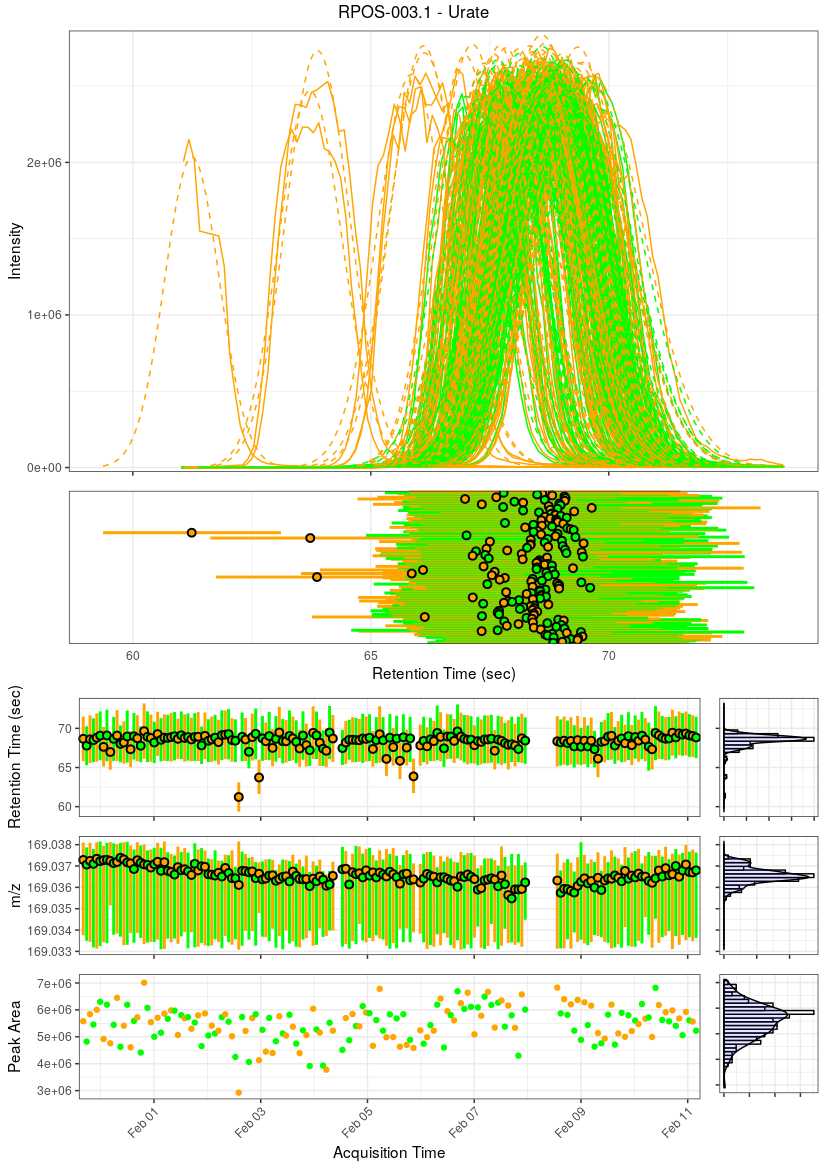 RPOS-003.1 - Urate
Intensity
2e+06
1e+06
0e+00
60
65
70
Retention Time (sec)
Retention Time (sec)
70
65
60
m/z
169.038
169.037
169.036
169.035
169.034
169.033
Peak Area
7e+06
6e+06
5e+06
4e+06
3e+06
Feb 01
Feb 03
Feb 05
Feb 07
Feb 09
Feb 11
Acquisition Time